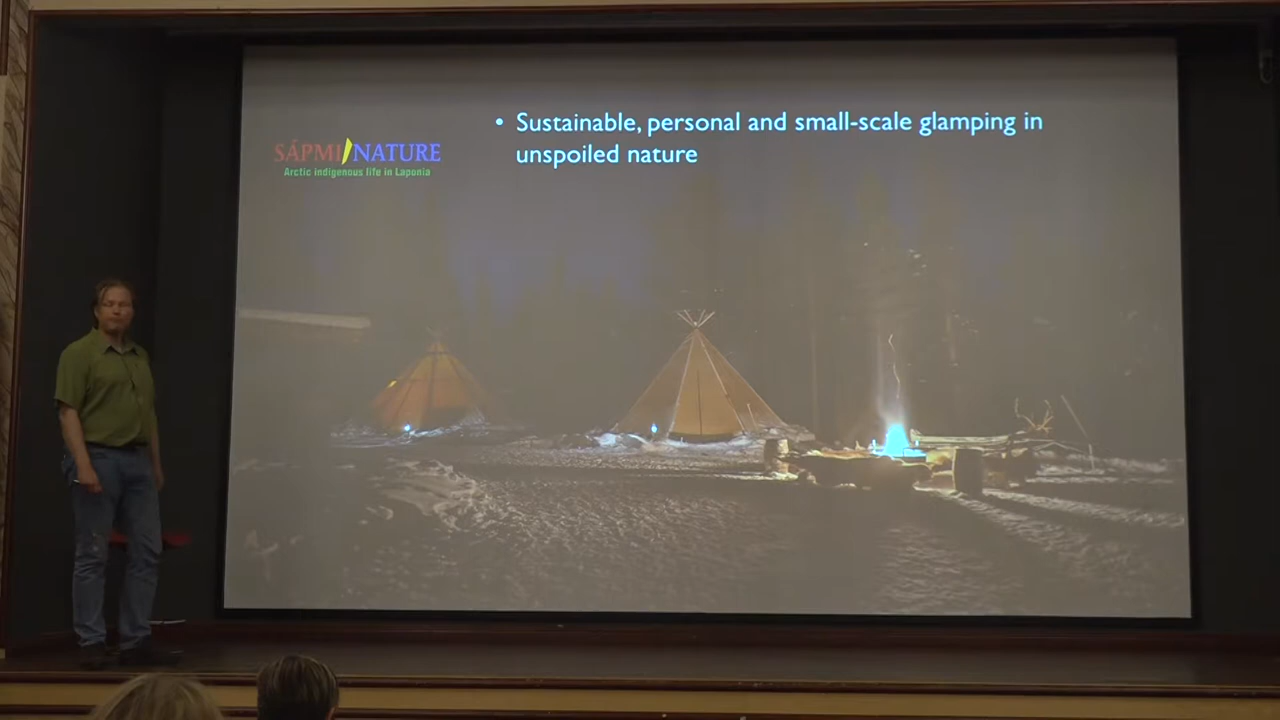 • Sustainable, personal and small-scale glamping in
unspoiled nature
SÁPMI NATURE
Arctic indigenous life in Laponia